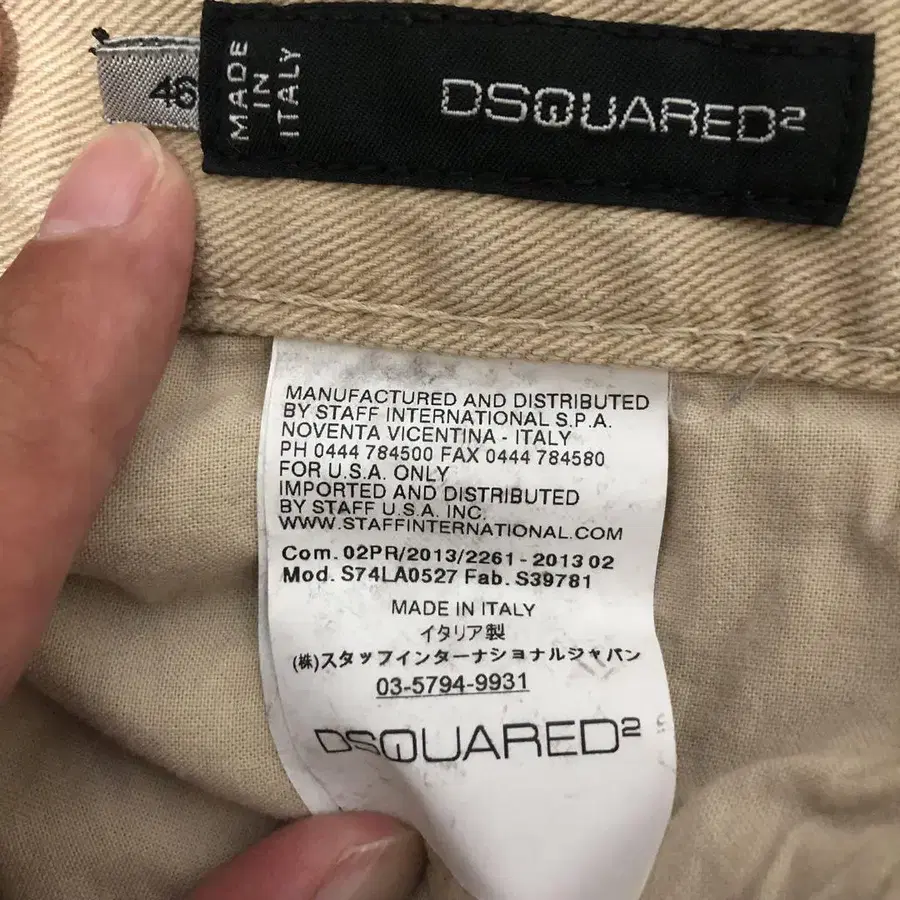 46
MADE
IN
ITALY
DSQUARED2
MANUFACTURED AND DISTRIBUTED
BY STAFF INTERNATIONAL S.P.A.
NOVENTA VICENTINA - ITALY
PH 0444 784500 FAX 0444 784580
FOR U.S.A. ONLY
IMPORTED AND DISTRIBUTED
BY STAFF U.S.A. INC.
WWW.STAFFINTERNATIONAL.COM
Com. 02PR/2013/2261 - 2013 02
Mod. S74LA0527 Fab. S39781
MADE IN ITALY
イタリア製
(株)スタッフインターナショナルジャパン
03-5794-9931
DSQUARED2